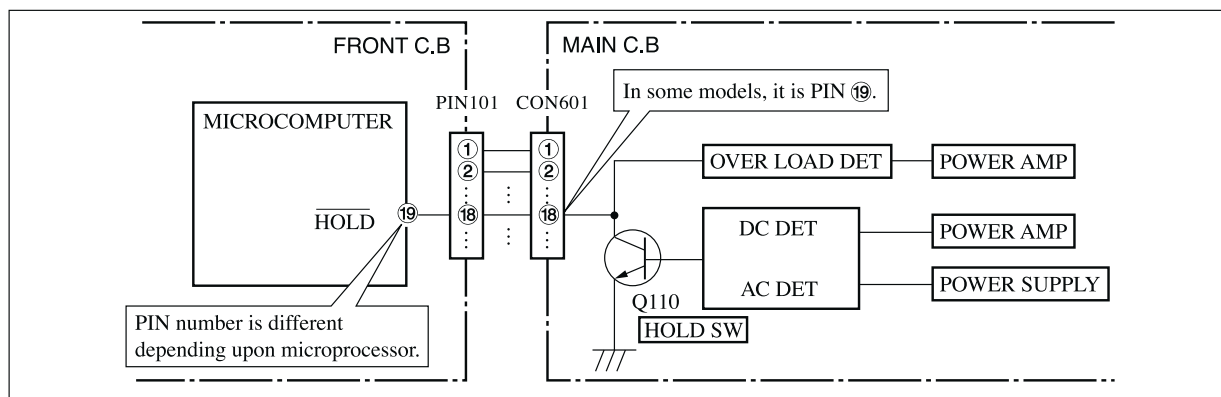 FRONT C.B
MAIN C.B
PIN101
CON601
In some models, it is PIN ⑲.
MICROCOMPUTER
① ①
② ②
OVER LOAD DET
POWER AMP
HOLD
⑲
⑱ ⑱
DC DET
POWER AMP
AC DET
POWER SUPPLY
Q110
HOLD SW
PIN number is different
depending upon microprocessor.